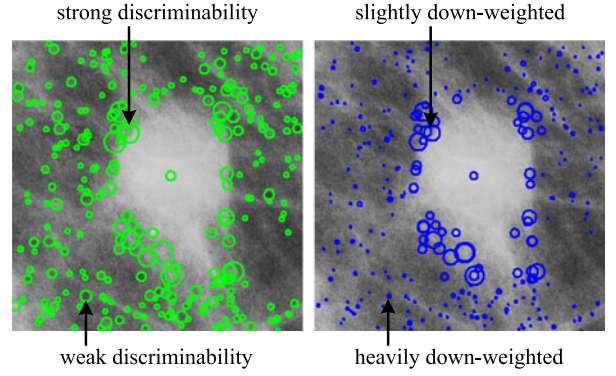 strong discriminability
slightly down-weighted
weak discriminability
heavily down-weighted